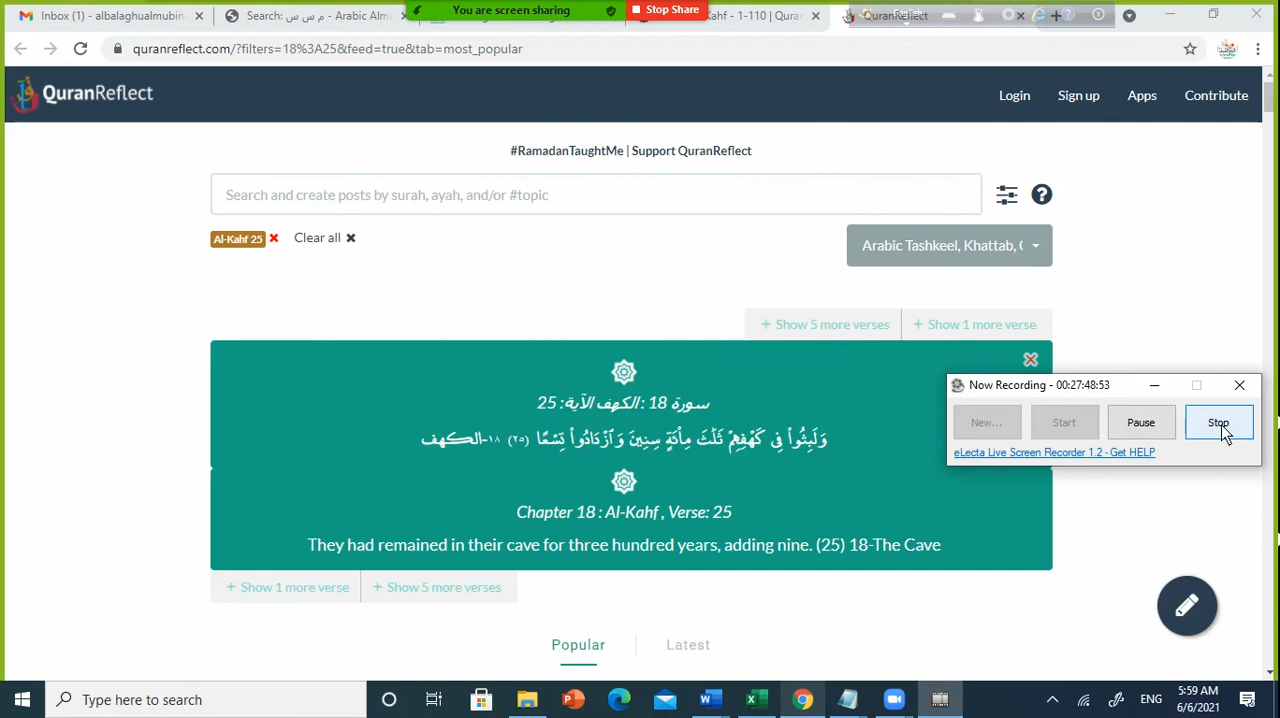 Inbox (1) - albalaghualmubin
Search: م س س - Arabic Alm
Kahf - 1-110 | Quran
QuranReflect
You are screen sharing
Stop Share
quranreflect.com/?filters=18%3A25&feed=true&tab=most_popular
QuranReflect
Login
Sign up
Apps
Contribute
#RamadanTaughtMe | Support QuranReflect
Search and create posts by surah, ayah, and/or #topic
Al-Kahf 25
Clear all
Arabic Tashkeel, Khattab, (
+ Show 5 more verses
+ Show 1 more verse
سورة 18 :الكهف الآية: 25
وَلَبِثُوا۟ فِى كَهْفِهِمْ ثَلَٰثَ مِا۟ئَةٍ سِنِينَ وَٱزْدَادُوا۟ تِسْعًا (٢٥) ١٨-الكهف
Chapter 18 : Al-Kahf , Verse: 25
They had remained in their cave for three hundred years, adding nine. (25) 18-The Cave
+ Show 1 more verse
+ Show 5 more verses
Popular
Latest
Now Recording - 00:27:48:53
New...
Start
Pause
Stop
eLecta Live Screen Recorder 1.2 - Get HELP
Type here to search
ENG
5:59 AM
6/6/2021